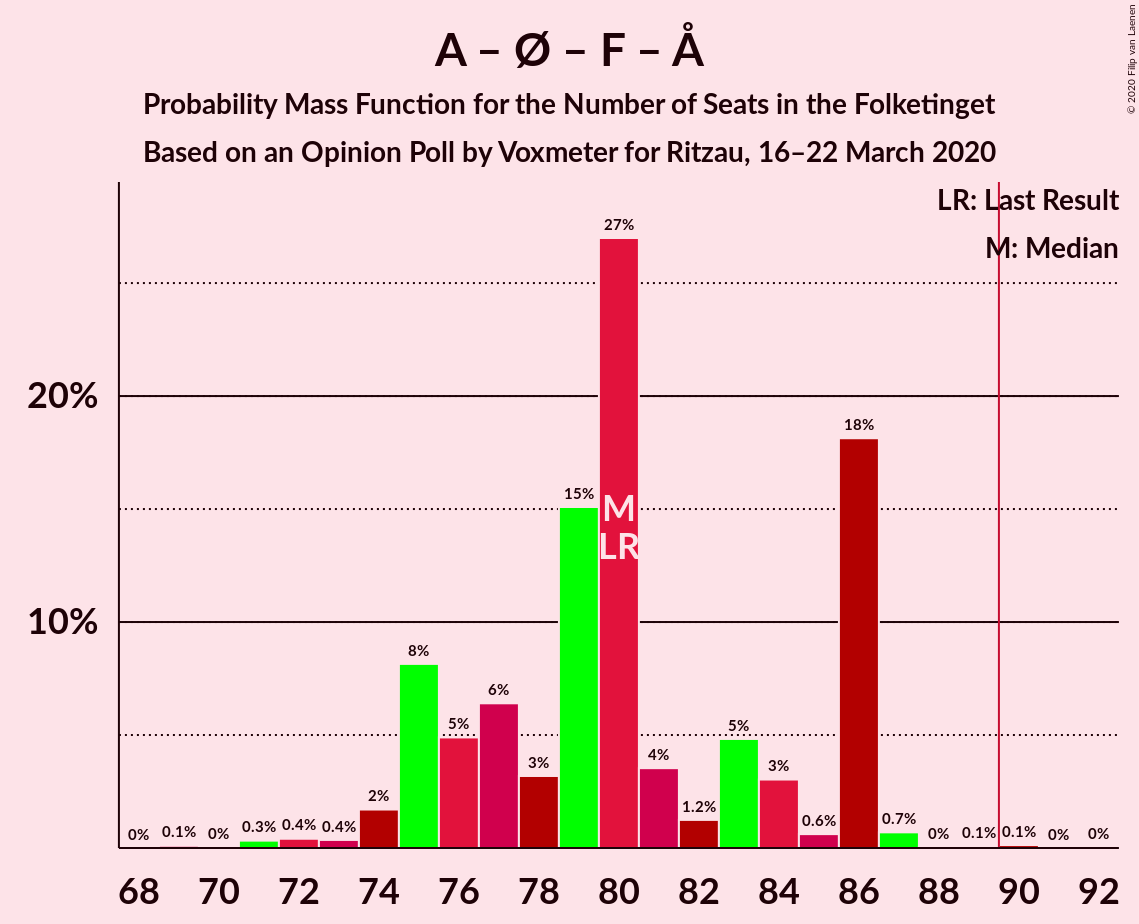 A – Ø – F – Å
Probability Mass Function for the Number of Seats in the Folketinget
Based on an Opinion Poll by Voxmeter for Ritzau, 16–22 March 2020
© 2020 Filip van Laenen
LR: Last Result
M: Median
20%
10%
0% 0.1% 0% 0.3% 0.4% 0.4% 2% 8% 5% 6% 3% 15% 27% 4% 1.2% 5% 3% 0.6% 18% 0.7% 0% 0.1% 0.1% 0% 0%
M
LR
68 70 72 74 76 78 80 82 84 86 88 90 92